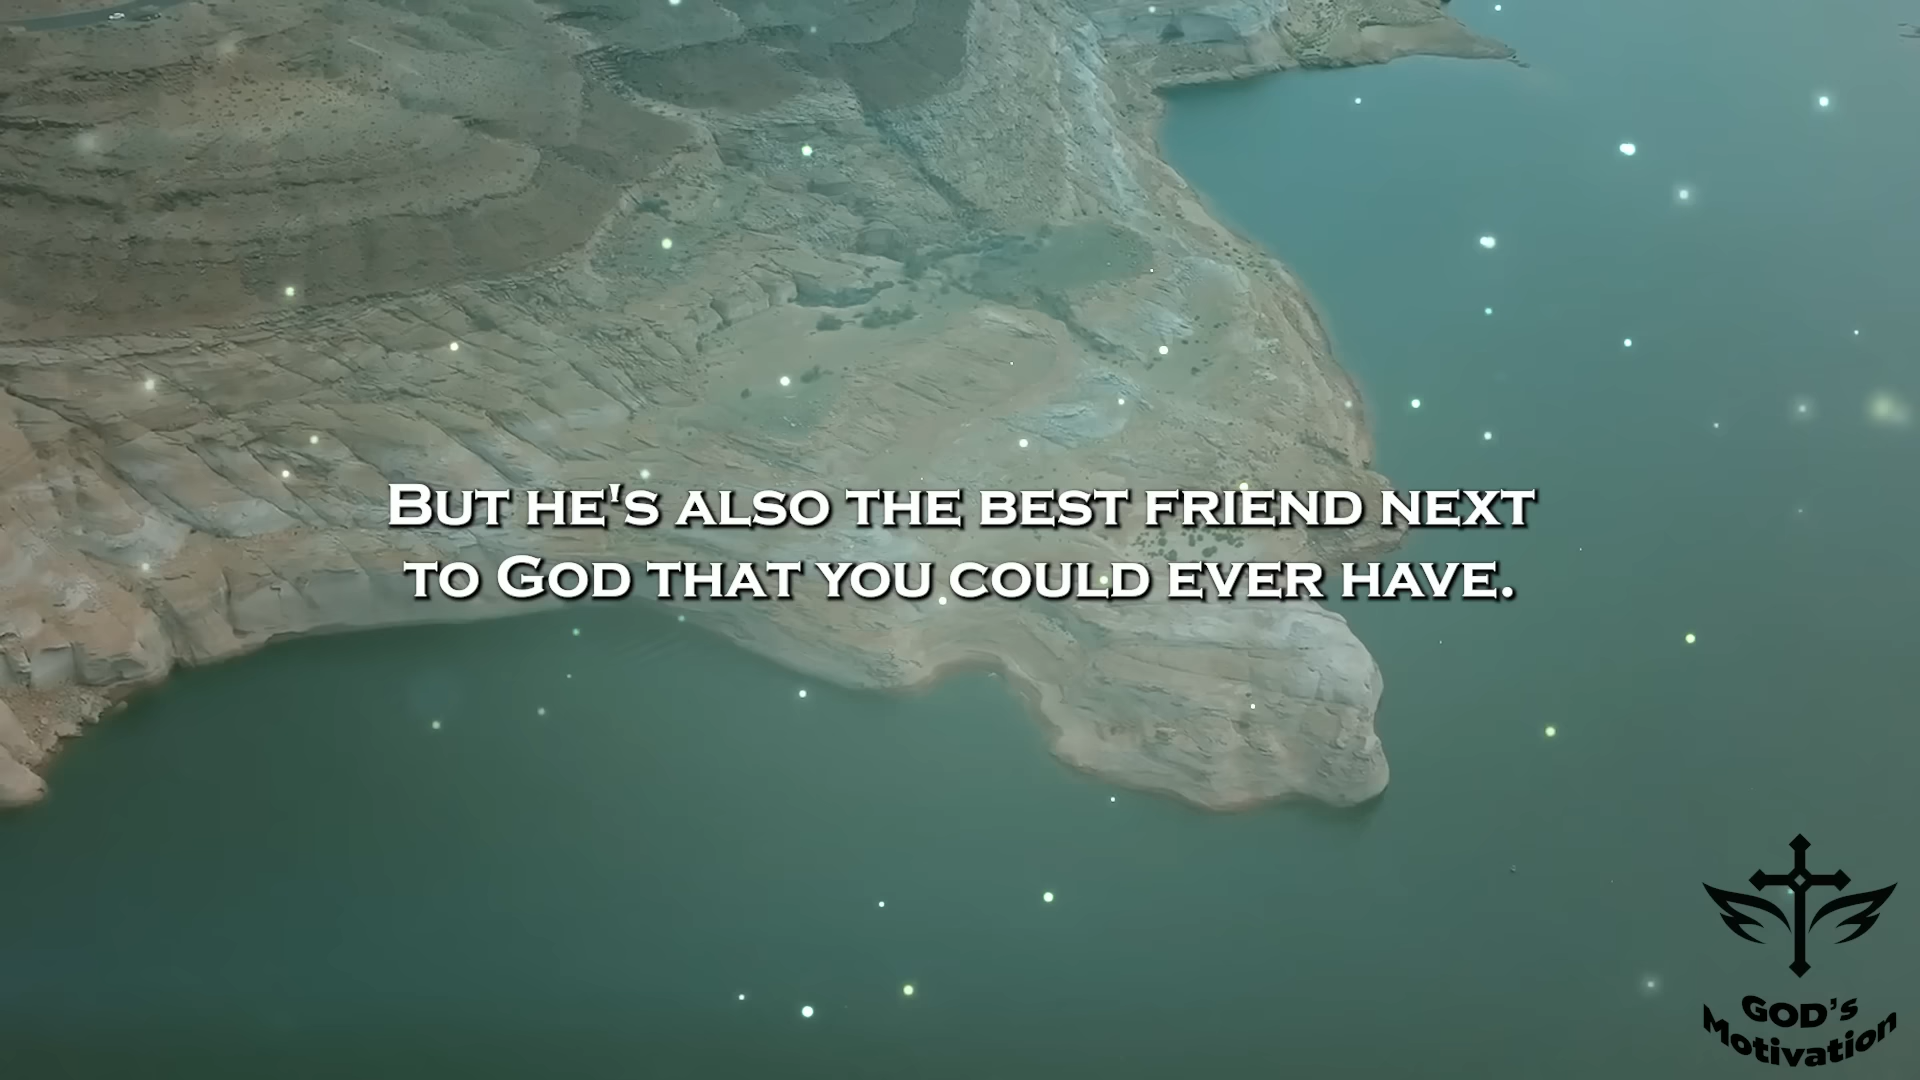 But he's also the best friend next
to God that you could ever have.
GOD's
Motivation